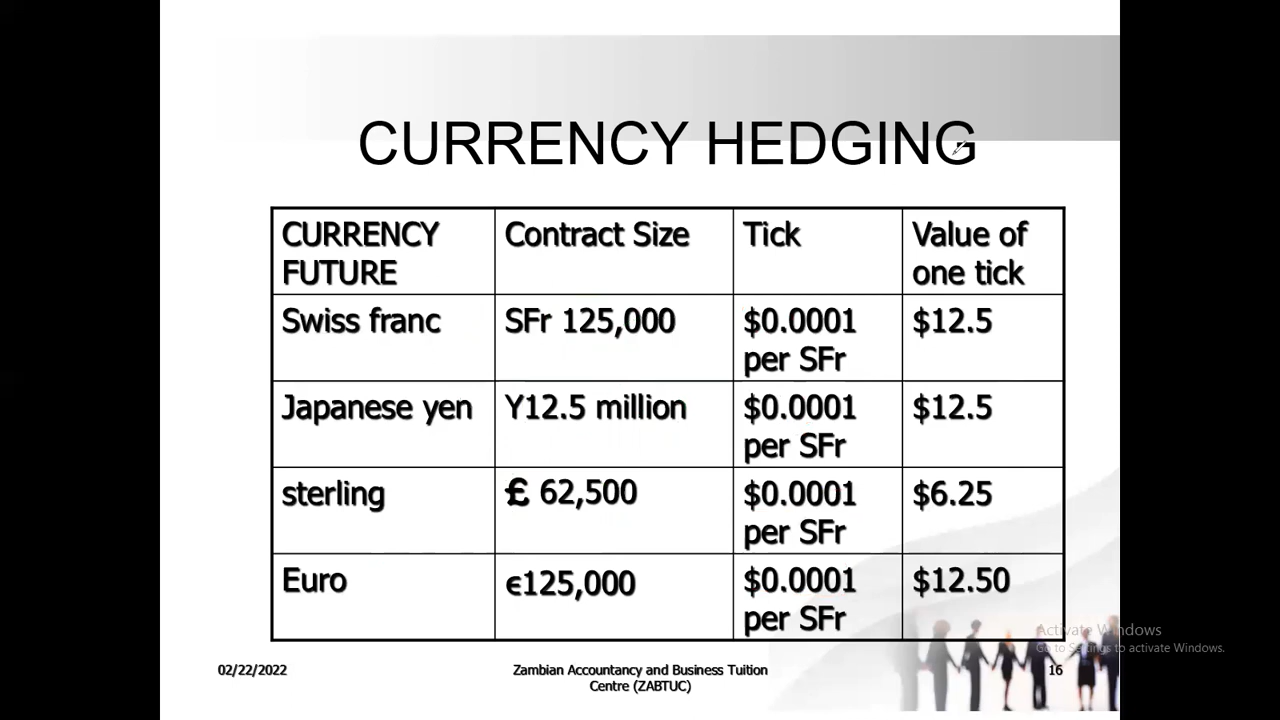 CURRENCY HEDGING
CURRENCY FUTURE Contract Size Tick Value of one tick
Swiss franc SFr 125,000 $0.0001 per SFr $12.5
Japanese yen Y12.5 million $0.0001 per SFr $12.5
sterling £ 62,500 $0.0001 per SFr $6.25
Euro €125,000 $0.0001 per SFr $12.50
Activate Windows
Go to Settings to activate Windows.
02/22/2022 Zambian Accountancy and Business Tuition Centre (ZABTUC) 16